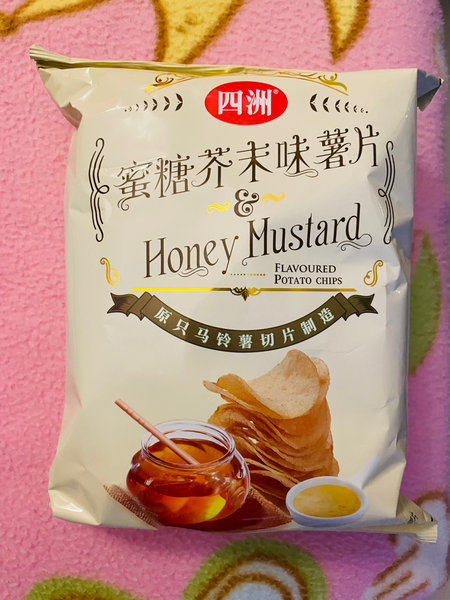 四洲®
蜜糖芥末味薯片
&
Honey Mustard
FLAVOURED
POTATO CHIPS
原只马铃薯切片制造